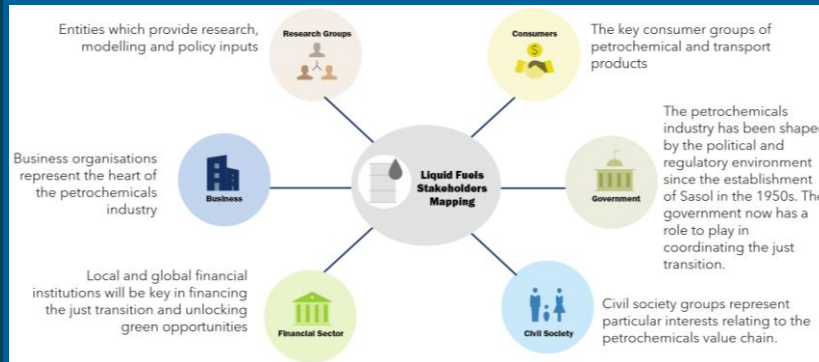 Entities which provide research,
modelling and policy inputs
Research Groups
Consumers
$
The key consumer groups of
petrochemical and transport
products
Business organisations
represent the heart of
the petrochemicals
industry
Business
Liquid Fuels
Stakeholders
Mapping
Government
The petrochemicals
industry has been shaped
by the political and
regulatory environment
since the establishment
of Sasol in the 1950s. The
government now has a
role to play in
coordinating the just
transition.
Local and global financial
institutions will be key in financing
the just transition and unlocking
green opportunities
Financial Sector
Civil Society
Civil society groups represent
particular interests relating to the
petrochemicals value chain.